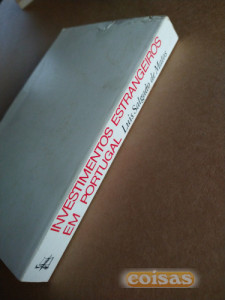 INVESTIMENTOS ESTRANGEIROS
EM PORTUGAL Luís Salgado de Matos
coisas